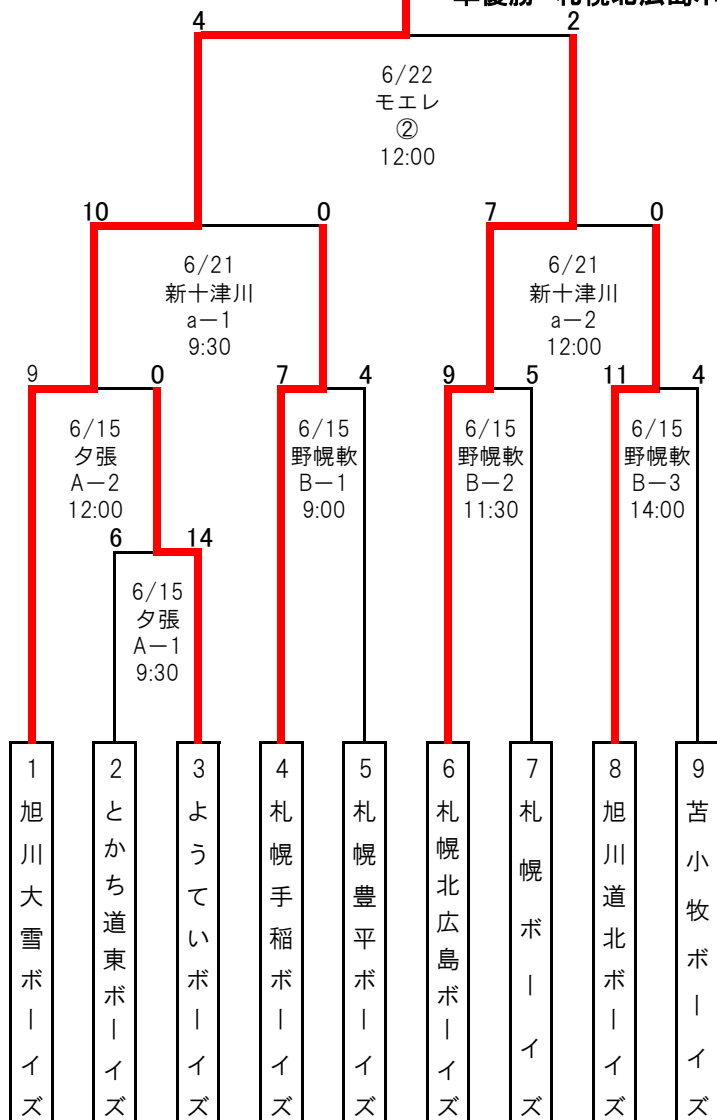 準優勝 札幌北広島
4
2
6/22
モエレ
②
12:00
10
0
7
0
6/21
新十津川
a－1
9:30
6/21
新十津川
a－2
12:00
9
0
7
4
9
5
11
4
6/15
夕張
A－2
12:00
6/15
野幌軟
B－1
9:00
6/15
野幌軟
B－2
11:30
6/15
野幌軟
B－3
14:00
6
14
6/15
夕張
A－1
9:30
1
旭川大雪ボーイズ
2
とかち道東ボーイズ
3
ようていボーイズ
4
札幌手稲ボーイズ
5
札幌豊平ボーイズ
6
札幌北広島ボーイズ
7
札幌ボーイズ
8
旭川道北ボーイズ
9
苫小牧ボーイズ